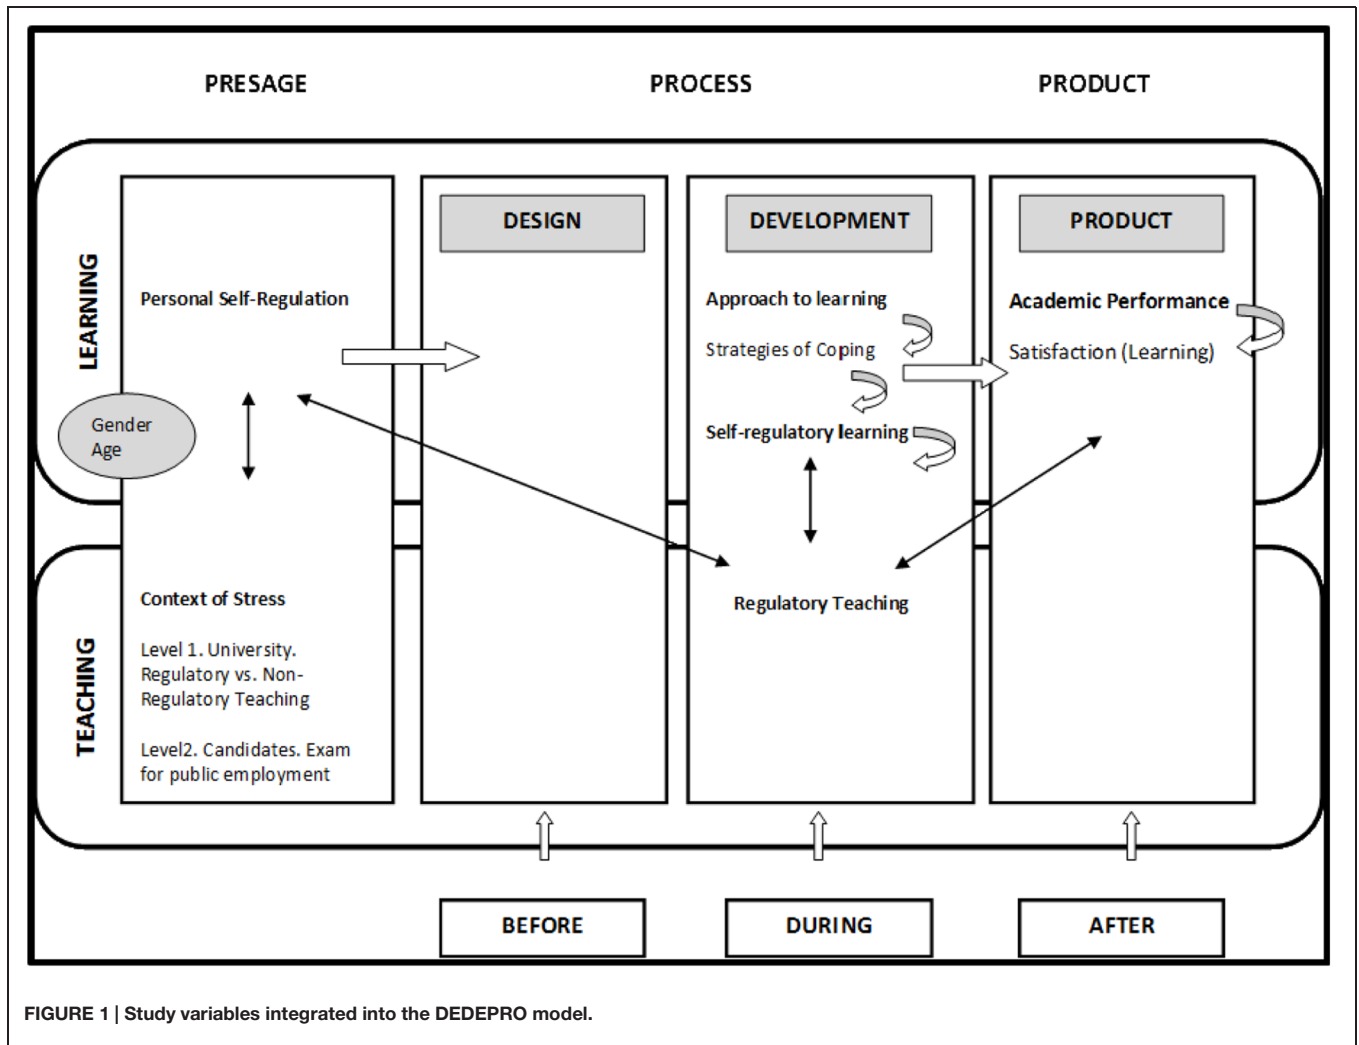 PRESAGE
PROCESS
PRODUCT
LEARNING
Personal Self-Regulation
Gender
Age
DESIGN
DEVELOPMENT
Approach to learning
Strategies of Coping
Self-regulatory learning
PRODUCT
Academic Performance
Satisfaction (Learning)
TEACHING
Context of Stress
Level 1. University.
Regulatory vs. Non-
Regulatory Teaching
Level2. Candidates. Exam
for public employment
Regulatory Teaching
BEFORE
DURING
AFTER
FIGURE 1 | Study variables integrated into the DEDEPRO model.